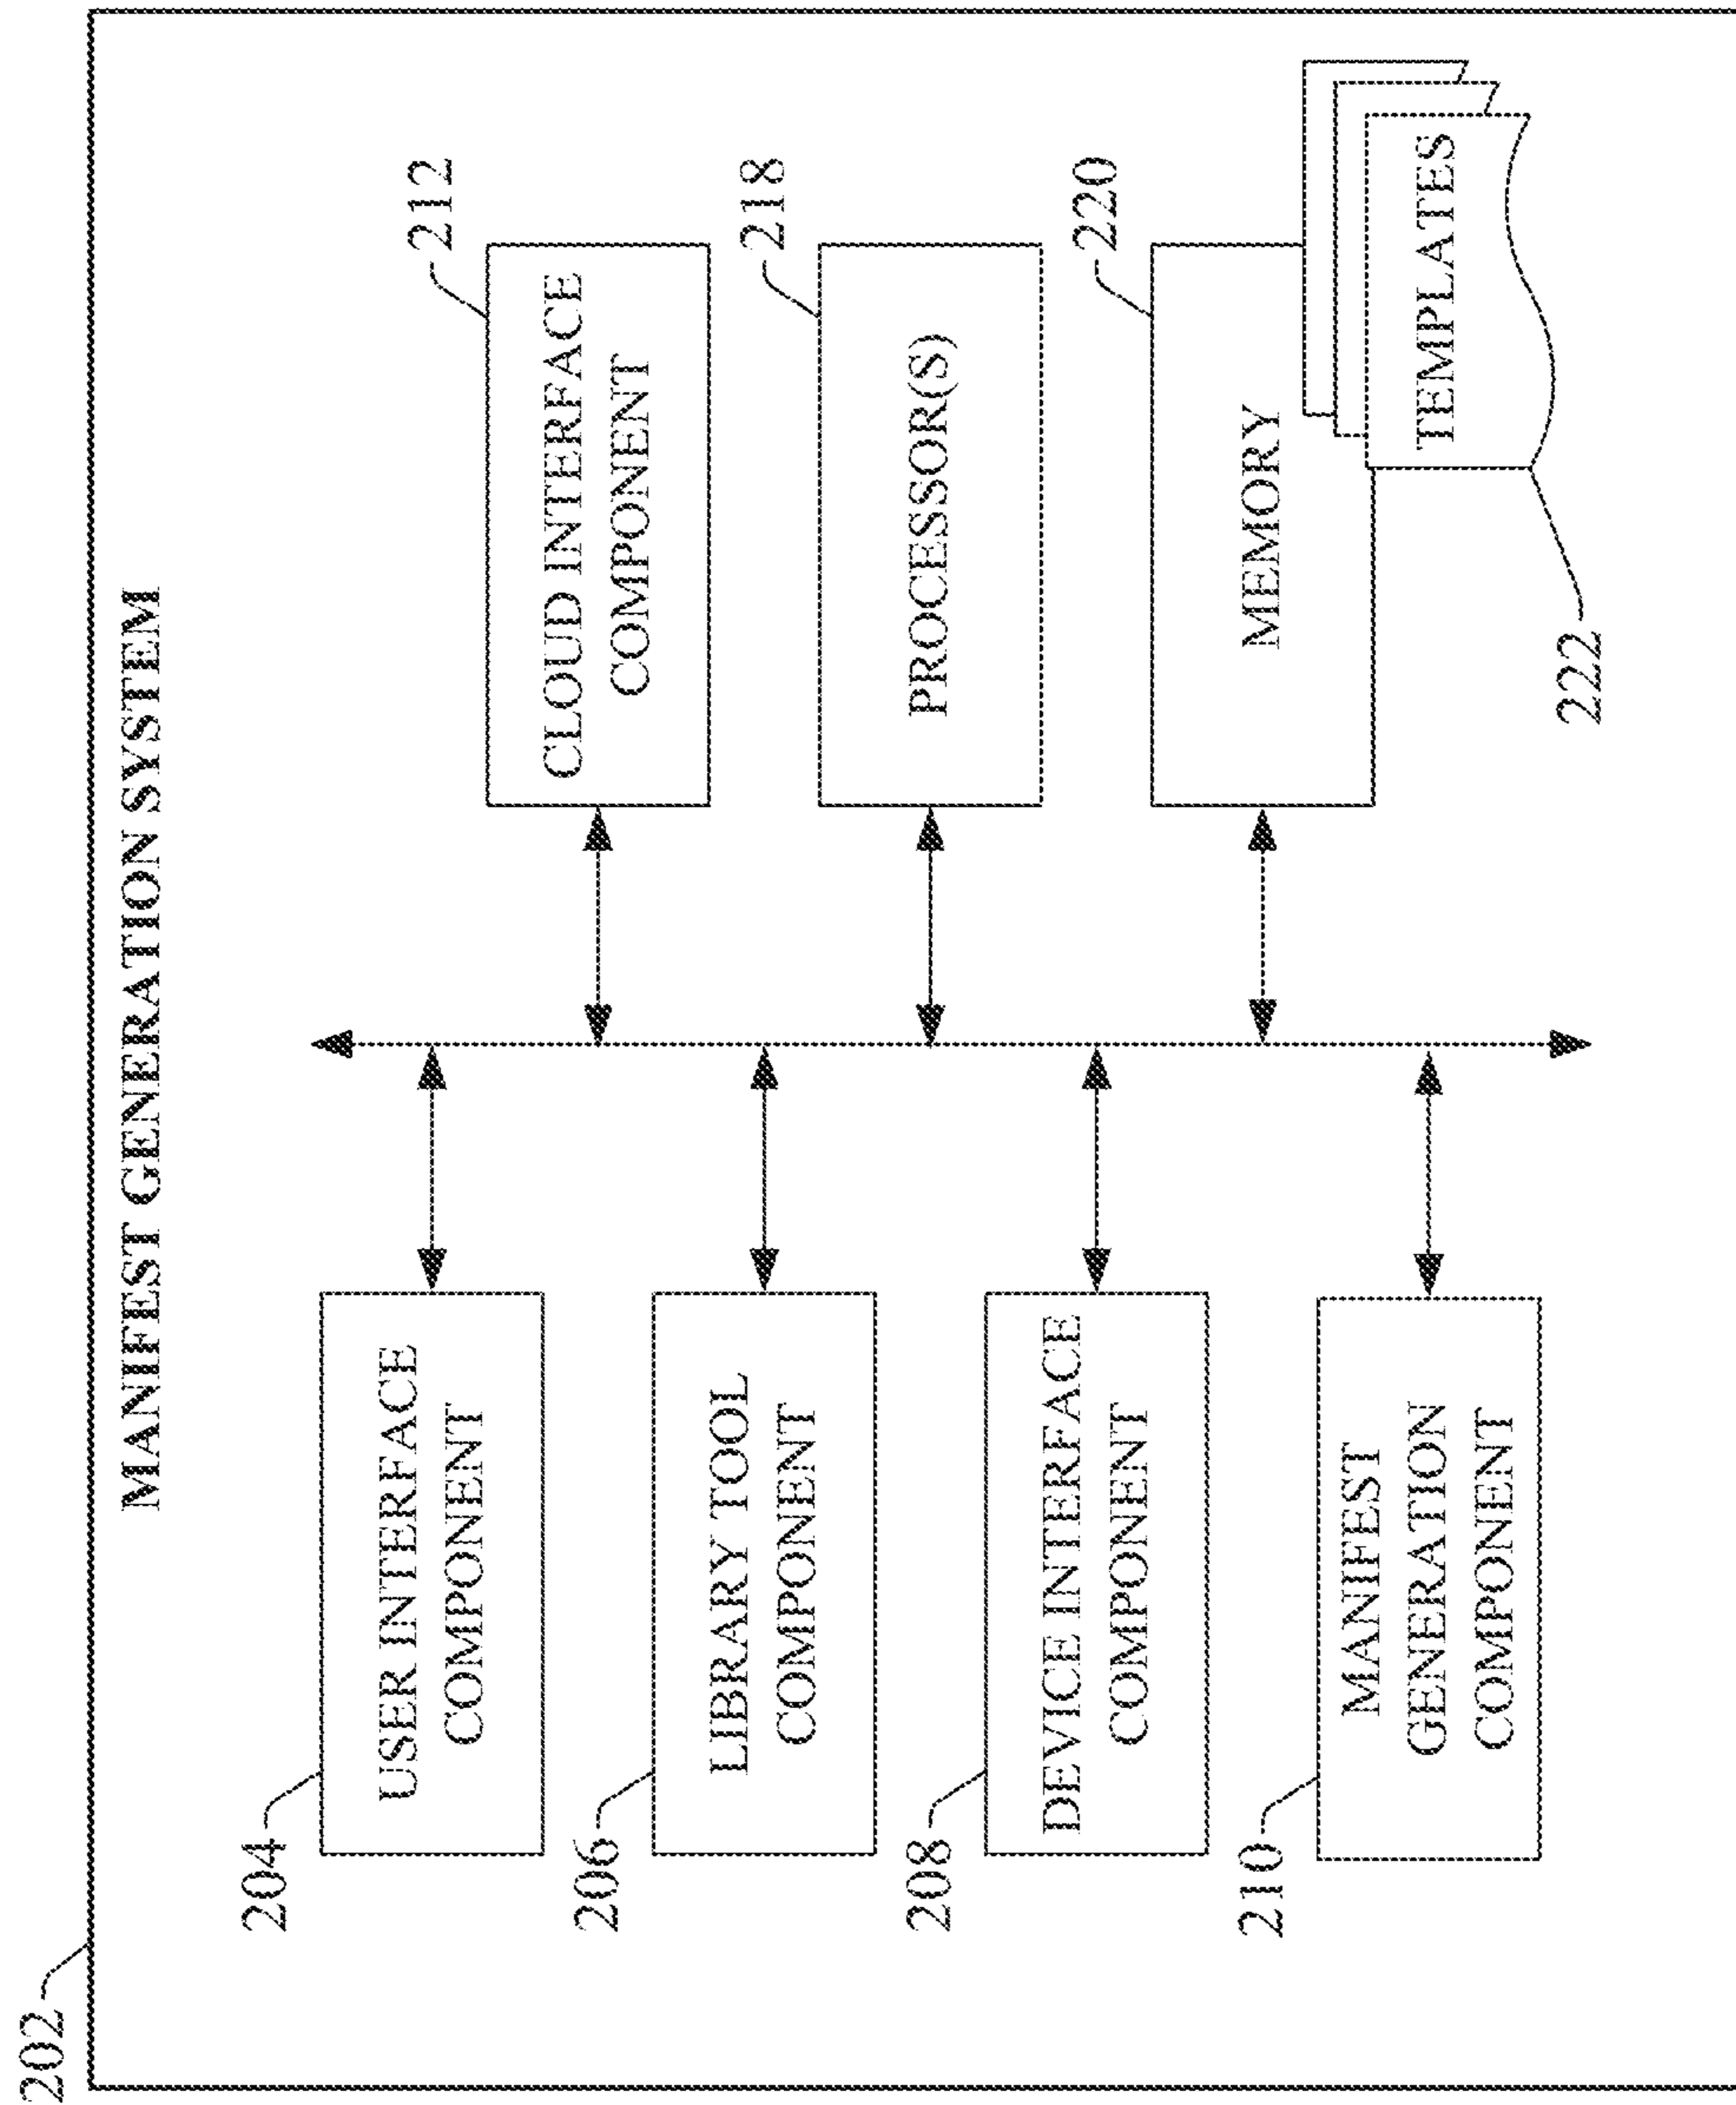 202
MANIFEST GENERATION SYSTEM
204
USER INTERFACE
COMPONENT
206
LIBRARY TOOL
COMPONENT
208
DEVICE INTERFACE
COMPONENT
210
MANIFEST
GENERATION
COMPONENT
212
CLOUD INTERFACE
COMPONENT
218
PROCESSOR(S)
220
MEMORY
TEMPLATES
222